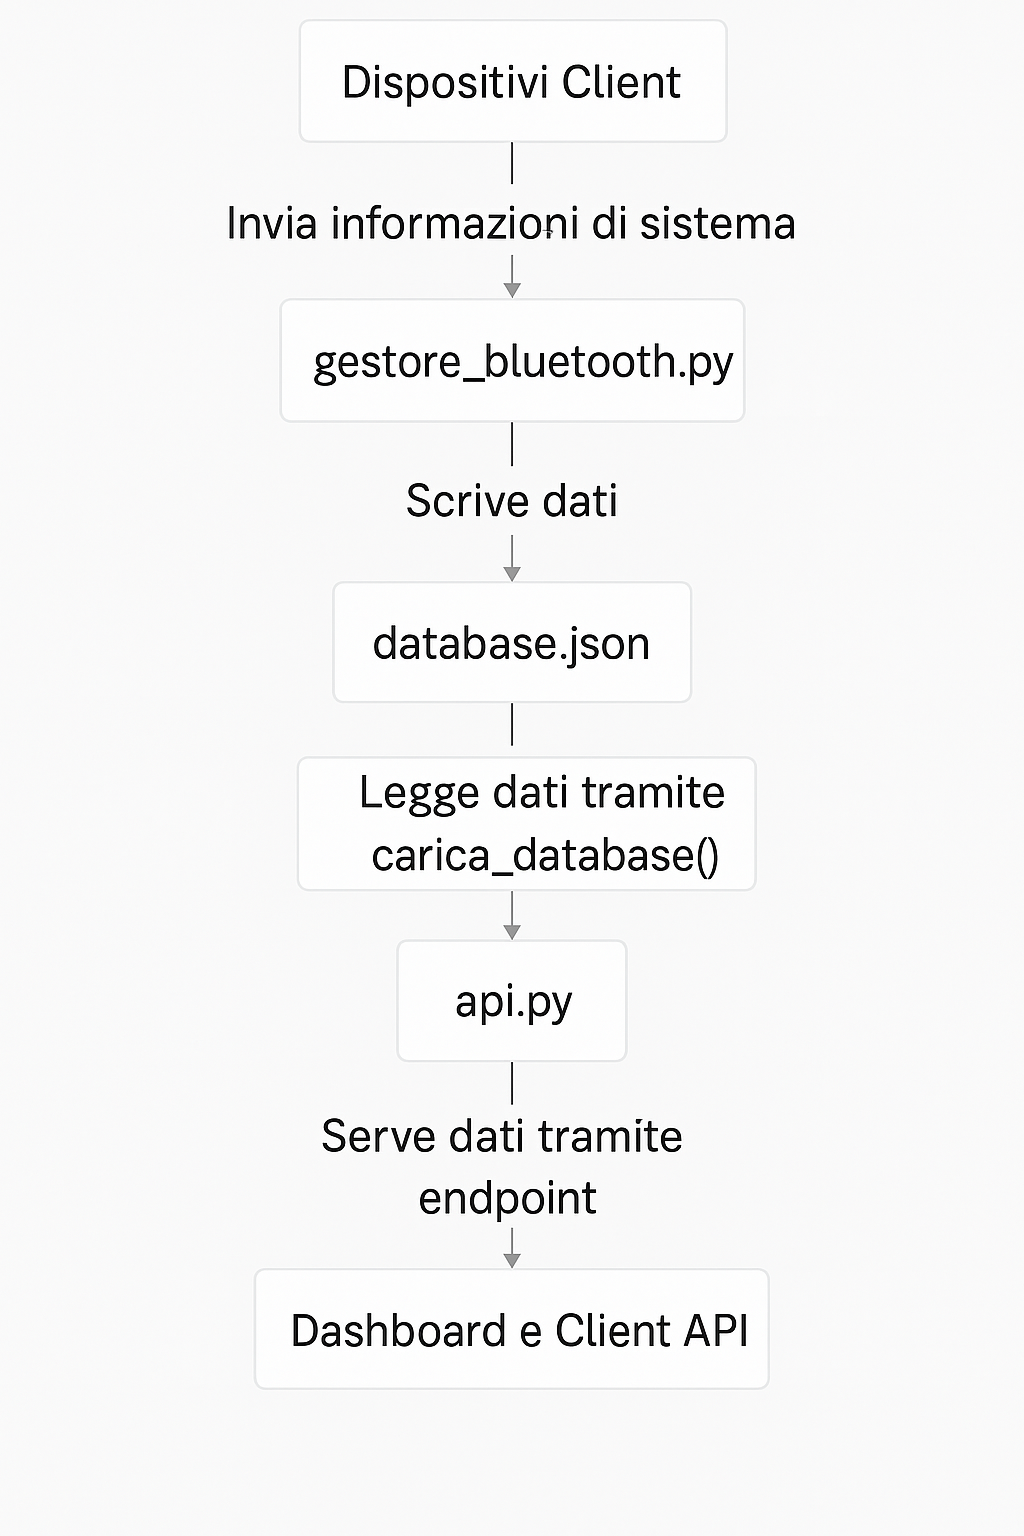 Dispositivi Client
Invia informazioni di sistema
gestore_bluetooth.py
Scrive dati
database.json
Legge dati tramite
carica_database()
api.py
Serve dati tramite
endpoint
Dashboard e Client API